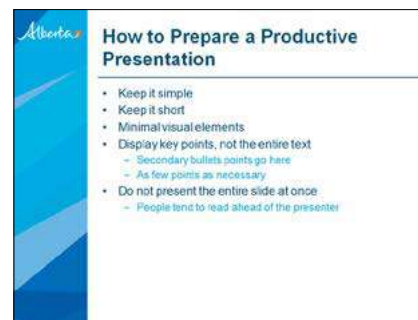 Alberta
How to Prepare a Productive
Presentation
• Keep it simple
• Keep it short
• Minimal visual elements
• Display key points, not the entire text
– Secondary bullets points go here
– As few points as necessary
• Do not present the entire slide at once
– People tend to read ahead of the presenter